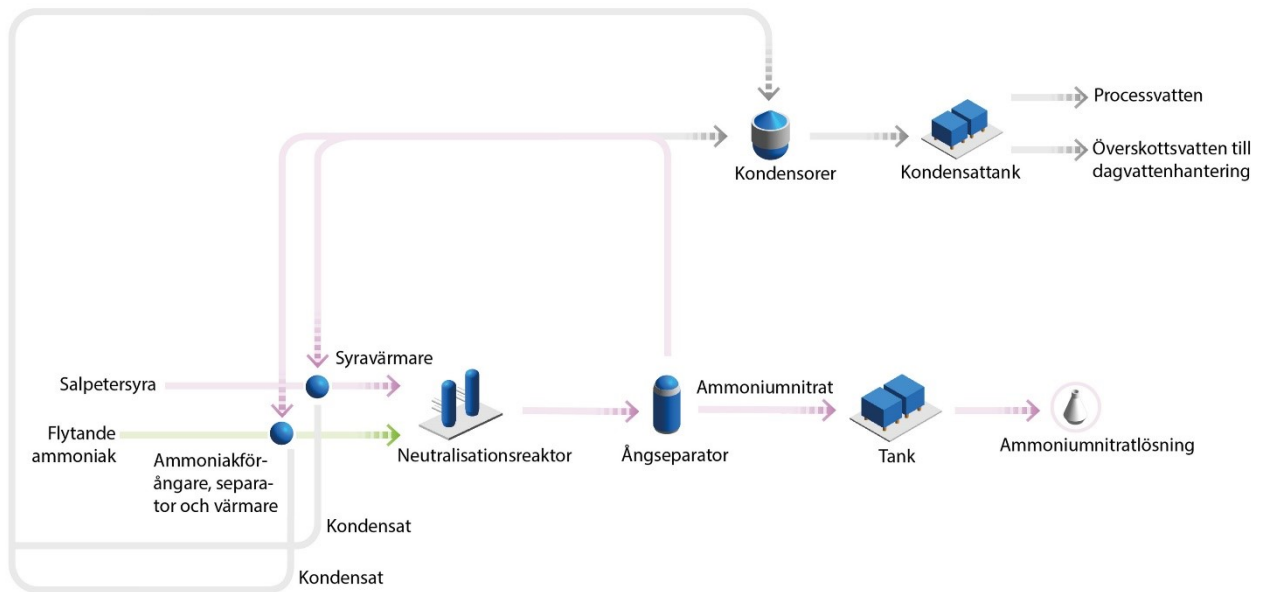 Processvatten
Överskottsvatten till
dagvattenhantering
Kondensorer
Kondensattank
Syravärmare
Salpetersyra
Ammoniumnitrat
Flytande
ammoniak
Neutralisationsreaktor
Ångseparator
Tank
Ammoniumnitratlösning
Ammoniakför-
ångare, separa-
tor och värmare
Kondensat
Kondensat